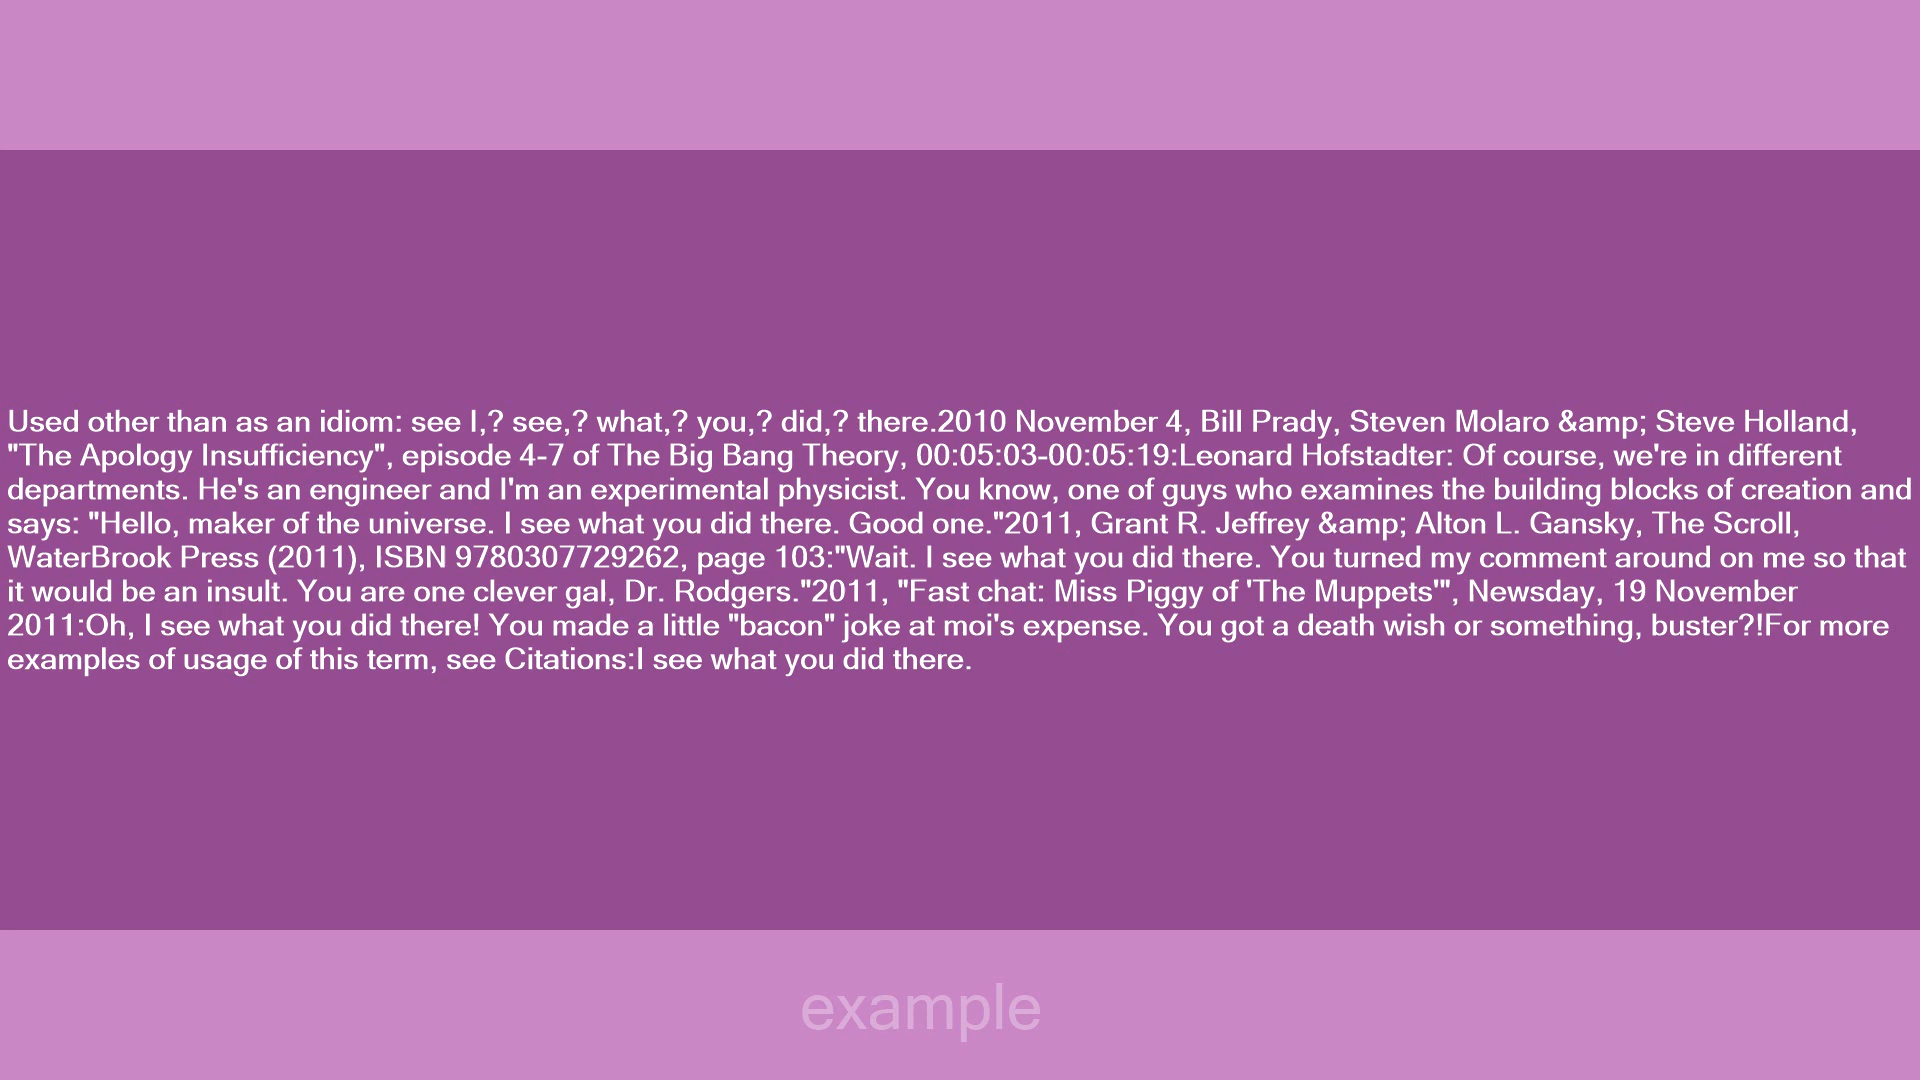 Used other than as an idiom: see I,? see,? what,? you,? did,? there.2010 November 4, Bill Prady, Steven Molaro &amp; Steve Holland,
"The Apology Insufficiency", episode 4-7 of The Big Bang Theory, 00:05:03-00:05:19:Leonard Hofstadter: Of course, we're in different
departments. He's an engineer and I'm an experimental physicist. You know, one of guys who examines the building blocks of creation and
says: "Hello, maker of the universe. I see what you did there. Good one."2011, Grant R. Jeffrey &amp; Alton L. Gansky, The Scroll,
WaterBrook Press (2011), ISBN 9780307729262, page 103:"Wait. I see what you did there. You turned my comment around on me so that
it would be an insult. You are one clever gal, Dr. Rodgers."2011, "Fast chat: Miss Piggy of 'The Muppets'", Newsday, 19 November
2011:Oh, I see what you did there! You made a little "bacon" joke at moi's expense. You got a death wish or something, buster?!For more
examples of usage of this term, see Citations:I see what you did there.
example